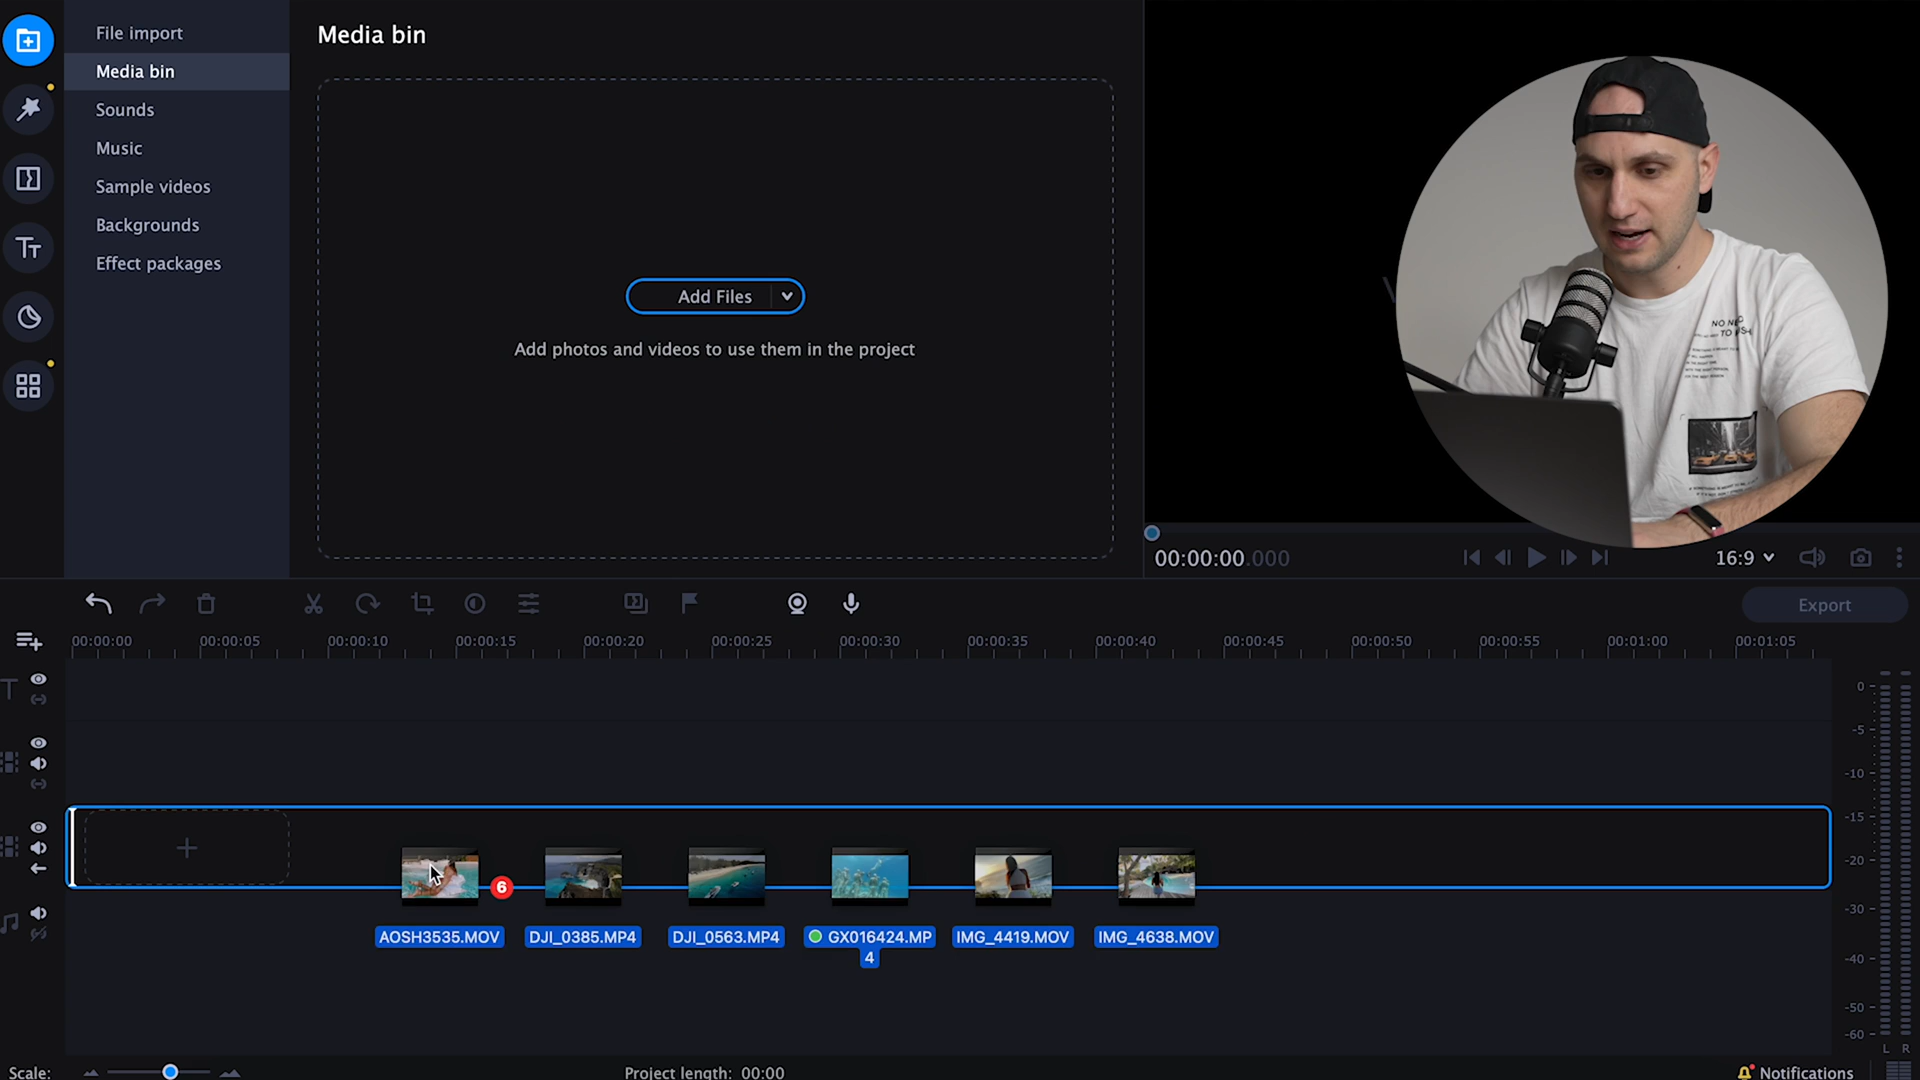 File import
Media bin
Sounds
Music
Sample videos
Backgrounds
Effect packages
Media bin
Add Files
Add photos and videos to use them in the project
NO NE
TO
00:00:00.000
16:9
Export
00:00:00 00:00:05 00:00:10 00:00:15 00:00:20 00:00:25 00:00:30 00:00:35 00:00:40 00:00:45 00:00:50 00:00:55 00:01:00 00:01:05
0
-5
-10
-15
-20
-30
-40
-50
-60
L R
6
AOSH3535.MOV DJI_0385.MP4 DJI_0563.MP4 GX016424.MP IMG_4419.MOV IMG_4638.MOV
4
Scale:
Project length: 00:00
Notifications